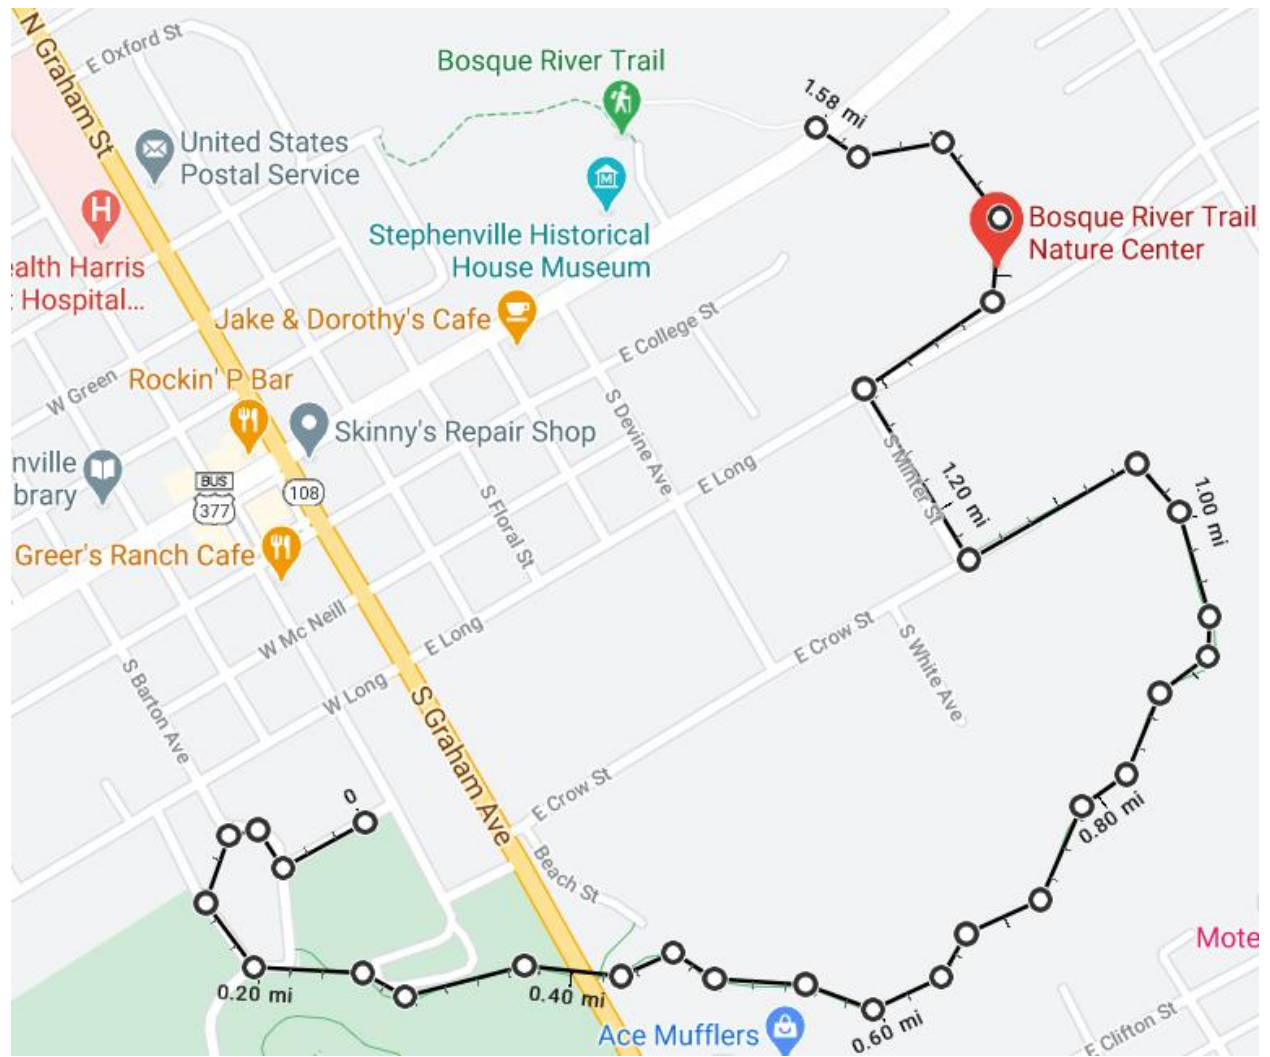 N Graham St
E Oxford St
Bosque River Trail
1.58 mi
United States
Postal Service
H
M
Stephenville Historical
House Museum
Bosque River Trail
Nature Center
ealth Harris
Hospital...
Jake & Dorothy's Cafe
E College St
W Green
Rockin' P Bar
S Devine Ave
Skinny's Repair Shop
nville
brary
BUS
377
108
E Long
S Minter St
1.20 mi
1.00 mi
S Floral St
Greer's Ranch Cafe
W Mc Neill
E Long
E Crow St
S White Ave
S Barton Ave
W Long
S Graham Ave
0
E Crow St
0.80 mi
Beach St
Mote
0.20 mi
0.40 mi
0.60 mi
Ace Mufflers
E Clifton St